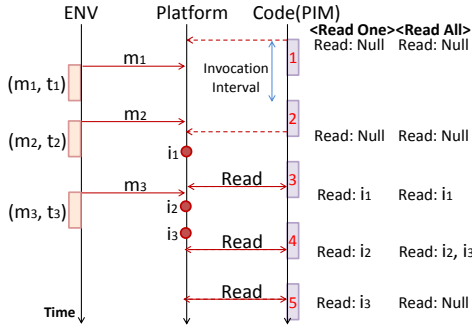 ENV Platform Code(PIM) <Read One> <Read All>
1 Read: Null Read: Null
m1
Invocation
Interval
(m1, t1)
m2 2
(m2, t2) Read: Null Read: Null
i1
Read 3
m3 Read: i1 Read: i1
(m3, t3) i2
i3 4
Read Read: i2 Read: i2, i3
Read 5 Read: i3 Read: Null
Time